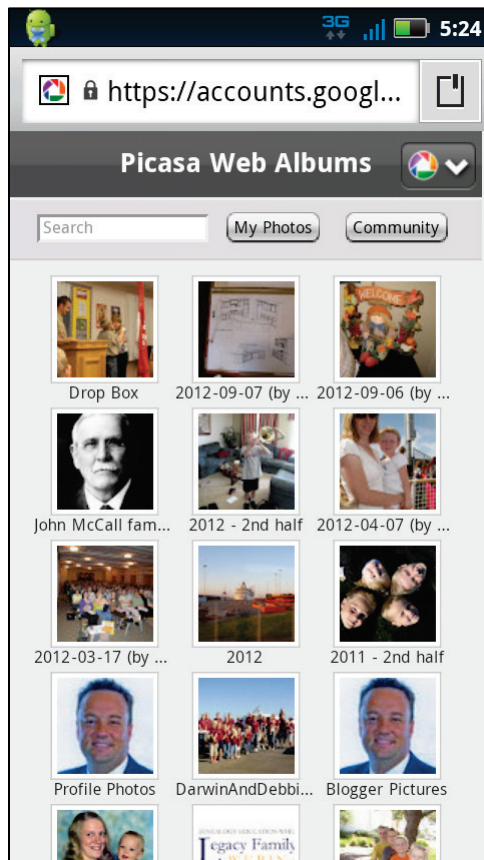 3G
5:24
https://accounts.googl...
Picasa Web Albums
Search
My Photos
Community
WELCOME
Drop Box
2012-09-07 (by ...
2012-09-06 (by ...
John McCall fam...
2012 - 2nd half
2012-04-07 (by ...
2012-03-17 (by ...
2012
2011 - 2nd half
Profile Photos
DarwinAndDebbi...
Blogger Pictures
Legacy Family